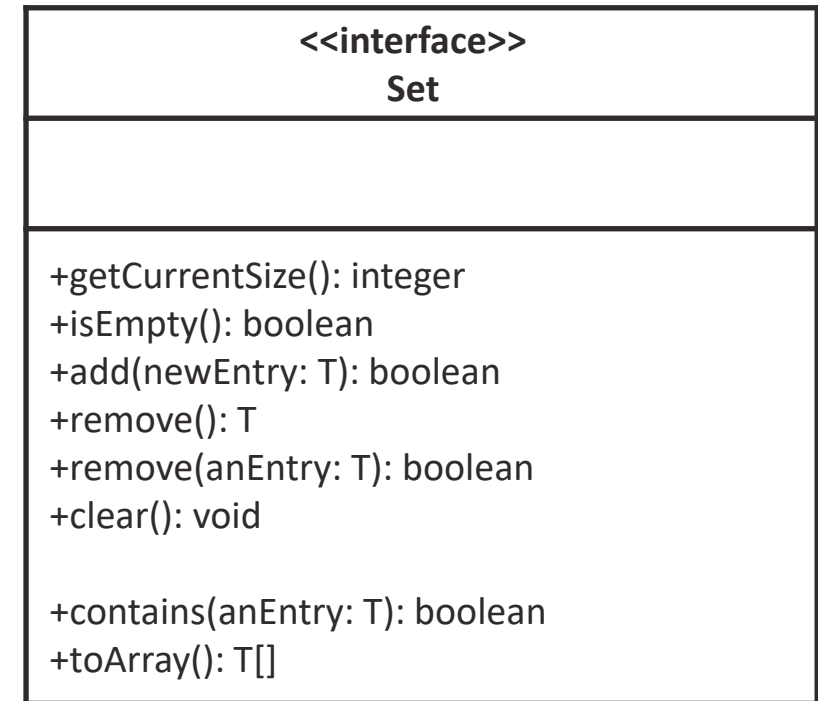 <<interface>>
Set
+getCurrentSize(): integer
+isEmpty(): boolean
+add(newEntry: T): boolean
+remove(): T
+remove(anEntry: T): boolean
+clear(): void
+contains(anEntry: T): boolean
+toArray(): T[]